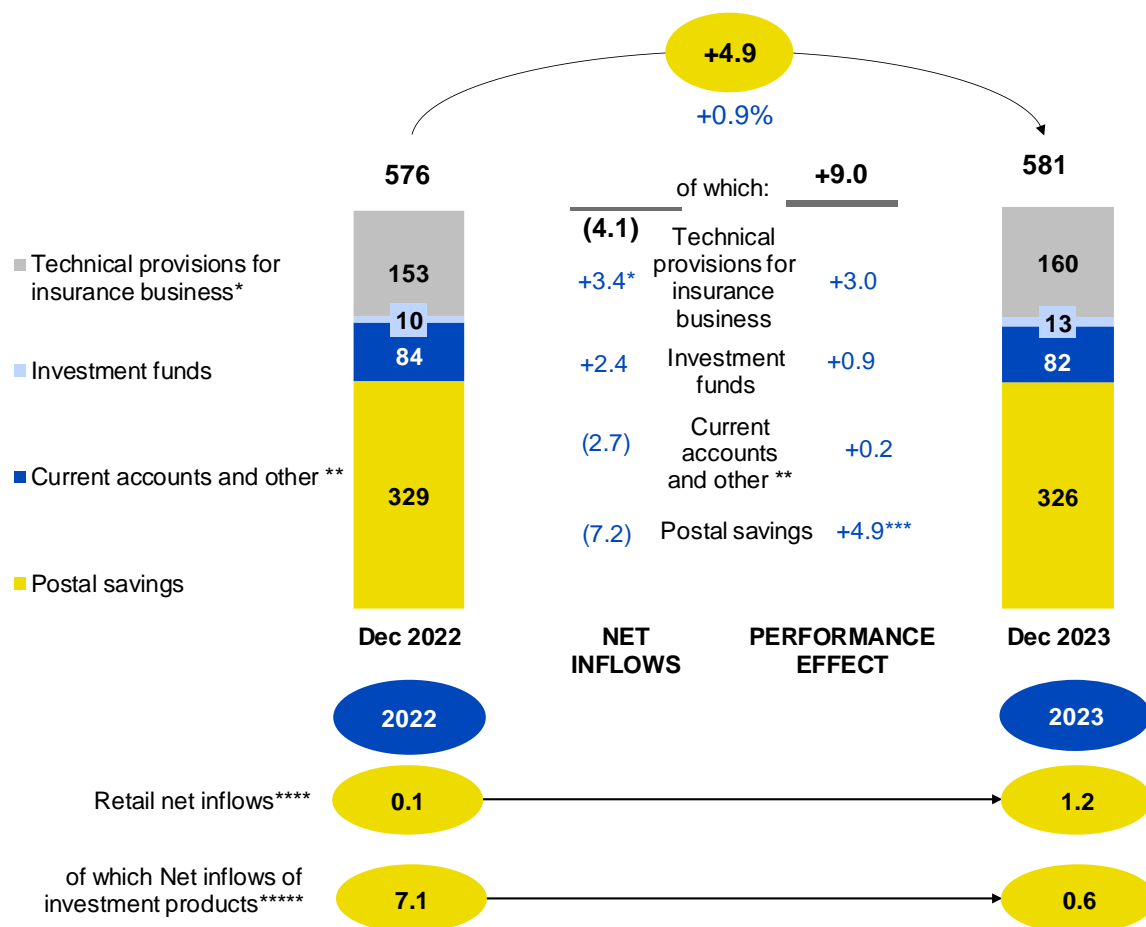 +4.9
+0.9%
576
581
of which:
+9.0
(4.1)
Technical
provisions for
insurance
business
+3.4*
+3.0
Technical provisions for
insurance business*
153
160
10
13
Investment funds
84
82
+2.4
Investment
funds
+0.9
Current accounts and other **
(2.7)
Current
accounts
and other **
+0.2
329
326
(7.2)
Postal savings
+4.9***
Postal savings
Dec 2022
NET
INFLOWS
PERFORMANCE
EFFECT
Dec 2023
2022
2023
Retail net inflows****
0.1
1.2
of which Net inflows of
investment products*****
7.1
0.6